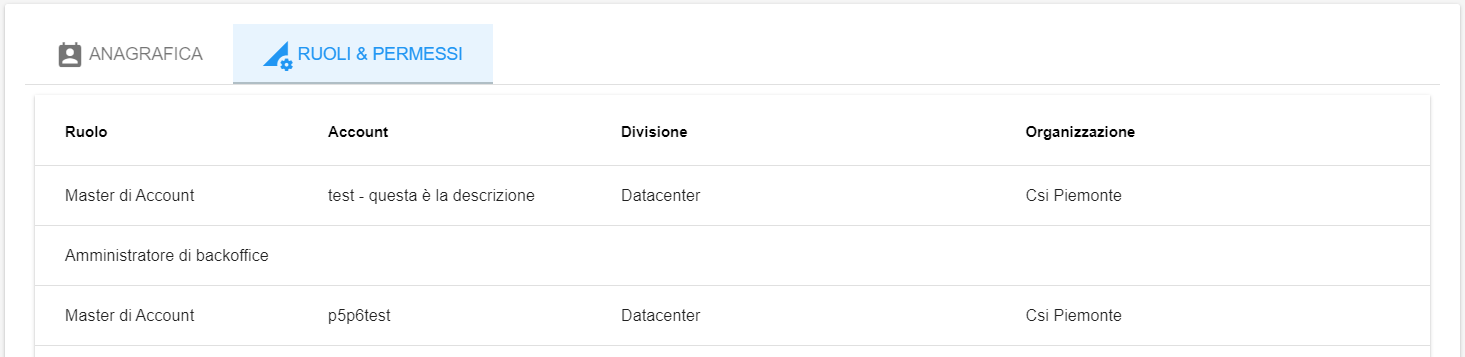 ANAGRAFICA RUOLI & PERMESSI
Ruolo Account Divisione Organizzazione
Master di Account test - questa è la descrizione Datacenter Csi Piemonte
Amministratore di backoffice
Master di Account p5p6test Datacenter Csi Piemonte